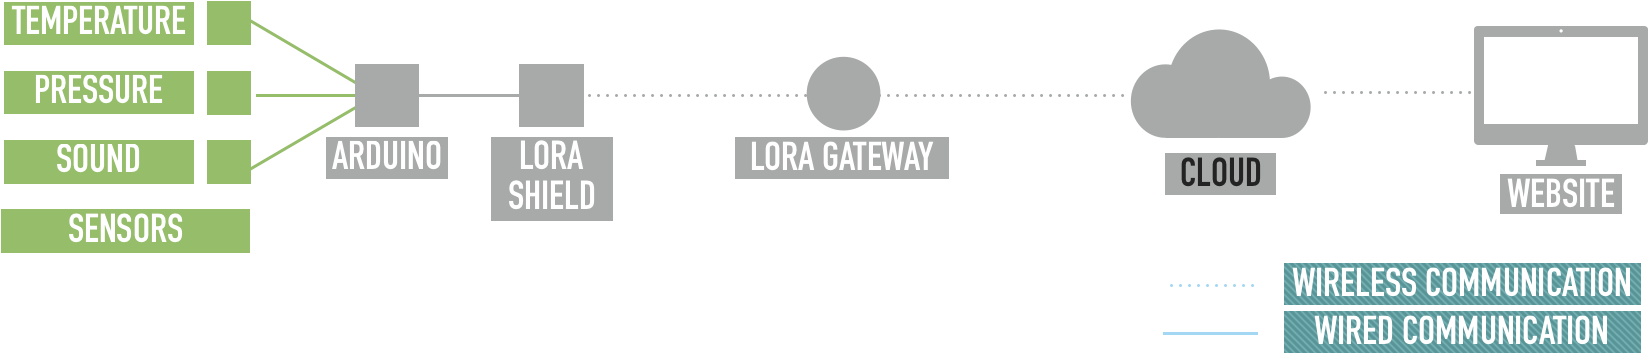 TEMPERATURE
PRESSURE
SOUND
SENSORS
ARDUINO
LORA
SHIELD
LORA GATEWAY
CLOUD
WEBSITE
WIRELESS COMMUNICATION
WIRED COMMUNICATION